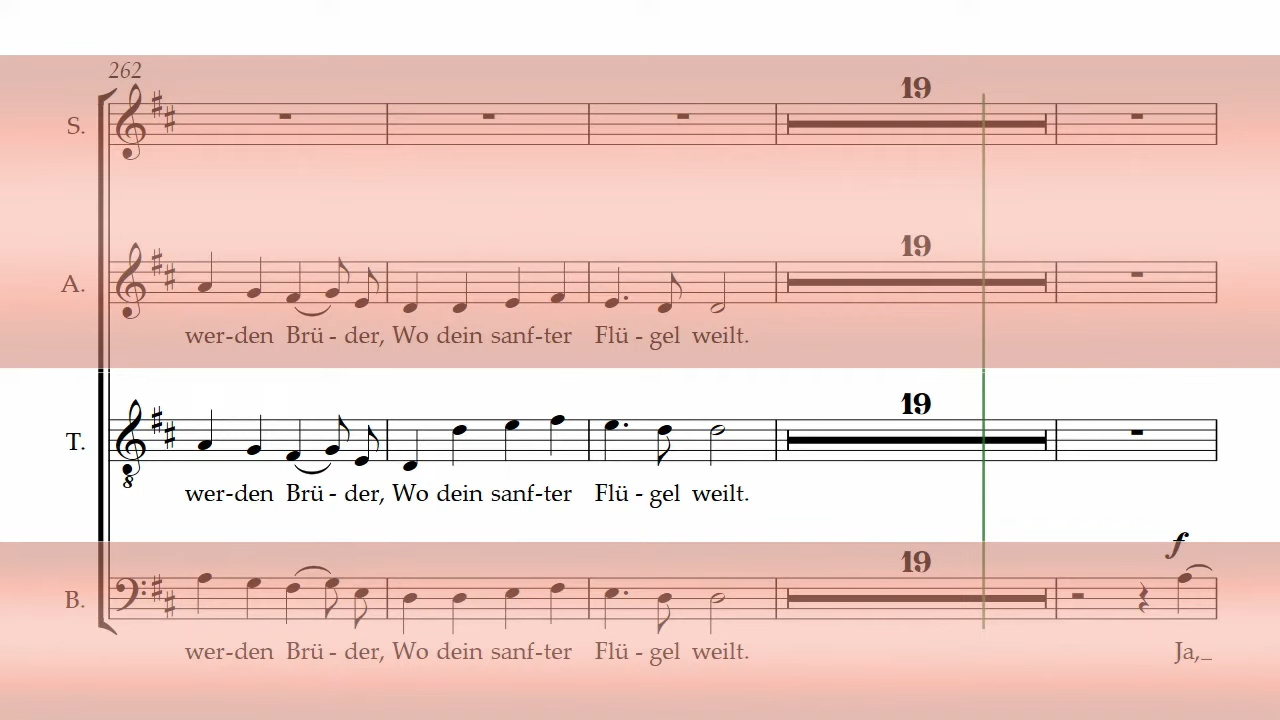 262
19
S.
19
A.
wer-den Brü - der, Wo dein sanf-ter Flü - gel weilt.
19
T.
8
wer-den Brü - der, Wo dein sanf-ter Flü - gel weilt.
f
19
B.
wer-den Brü - der, Wo dein sanf-ter Flü - gel weilt. Ja,_